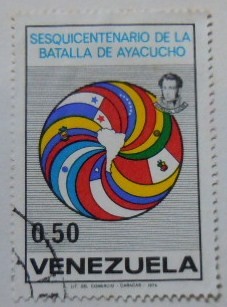 SESQUICENTENARIO DE LA
BATALLA DE AYACUCHO
0.50
VENEZUELA